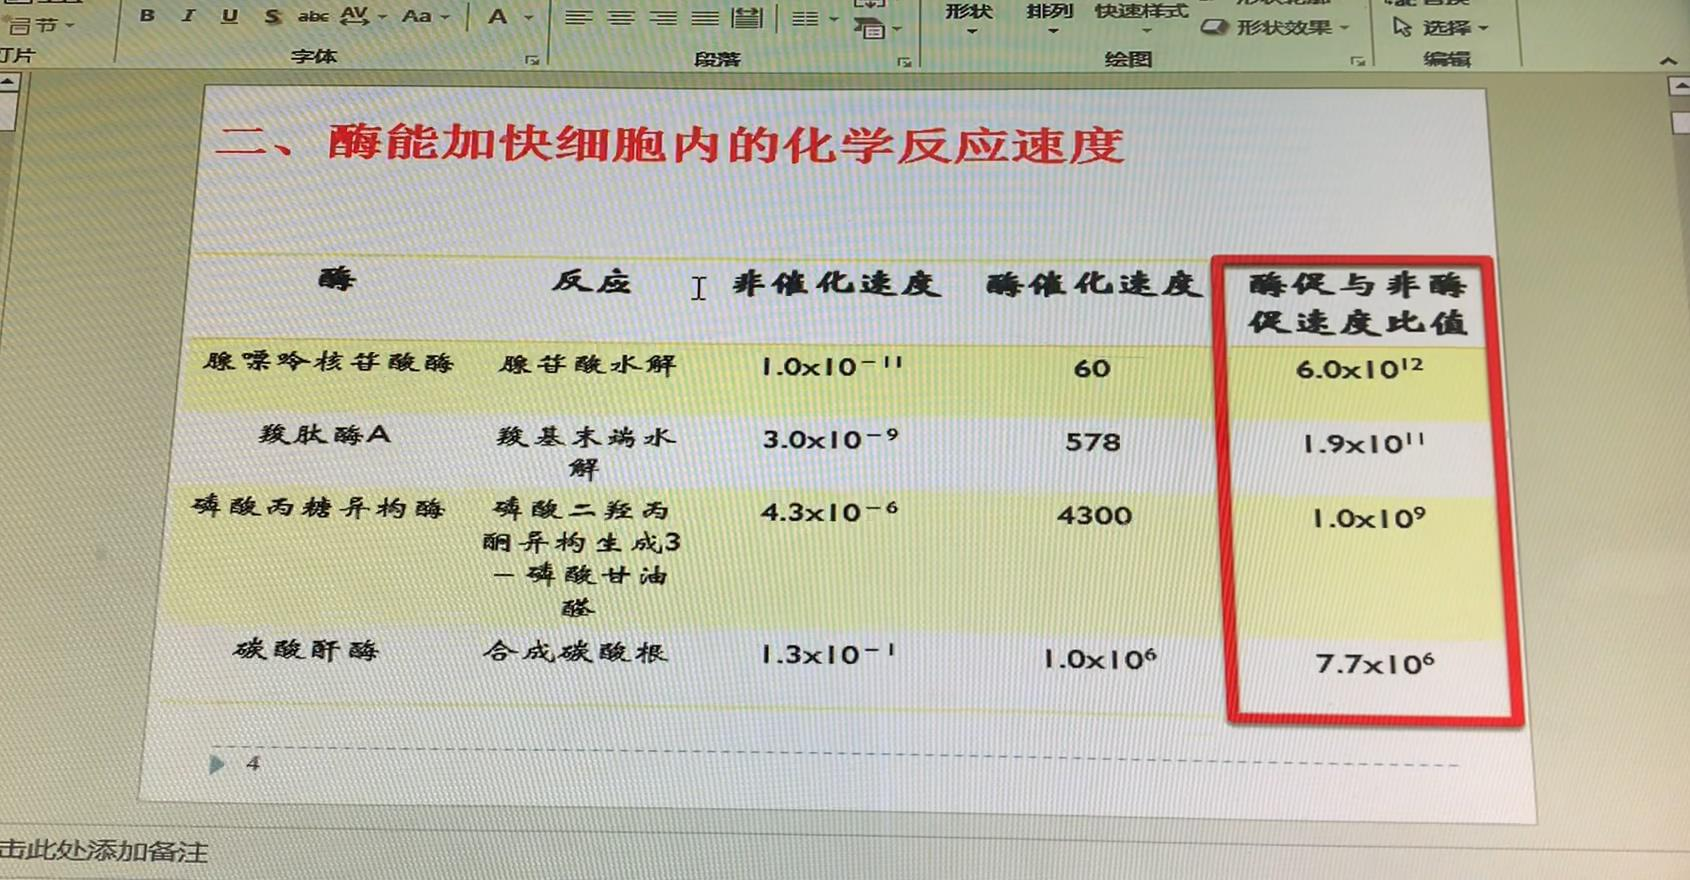 节
B I U S abc AV Aa A
形状 排列 快速样式
形状效果
选择
灯片 字体 段落 绘图 编辑
二、酶能加快细胞内的化学反应速度
酶 反应 非催化速度 酶催化速度 酶促与非酶
促速度比值
腺嘌呤核苷酸酶 腺苷酸水解 1.0x10⁻¹¹ 60 6.0x10¹²
羧肽酶A 羧基末端水
解 3.0x10⁻⁹ 578 1.9x10¹¹
磷酸丙糖异构酶 磷酸二羟丙
酮异构生成3
－磷酸甘油
醛 4.3x10⁻⁶ 4300 1.0x10⁹
碳酸酐酶 合成碳酸根 1.3x10⁻¹ 1.0x10⁶ 7.7x10⁶
4
击此处添加备注